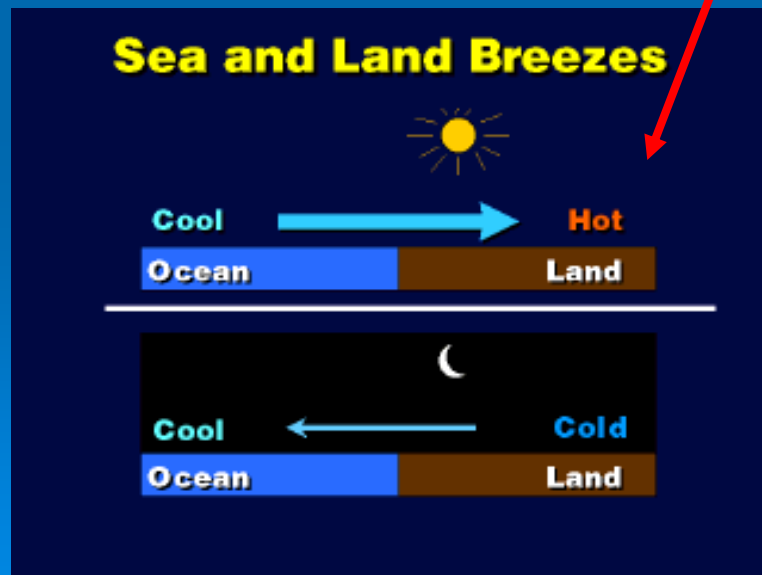 Sea and Land Breezes
Cool Hot
Ocean Land
Cool Cold
Ocean Land